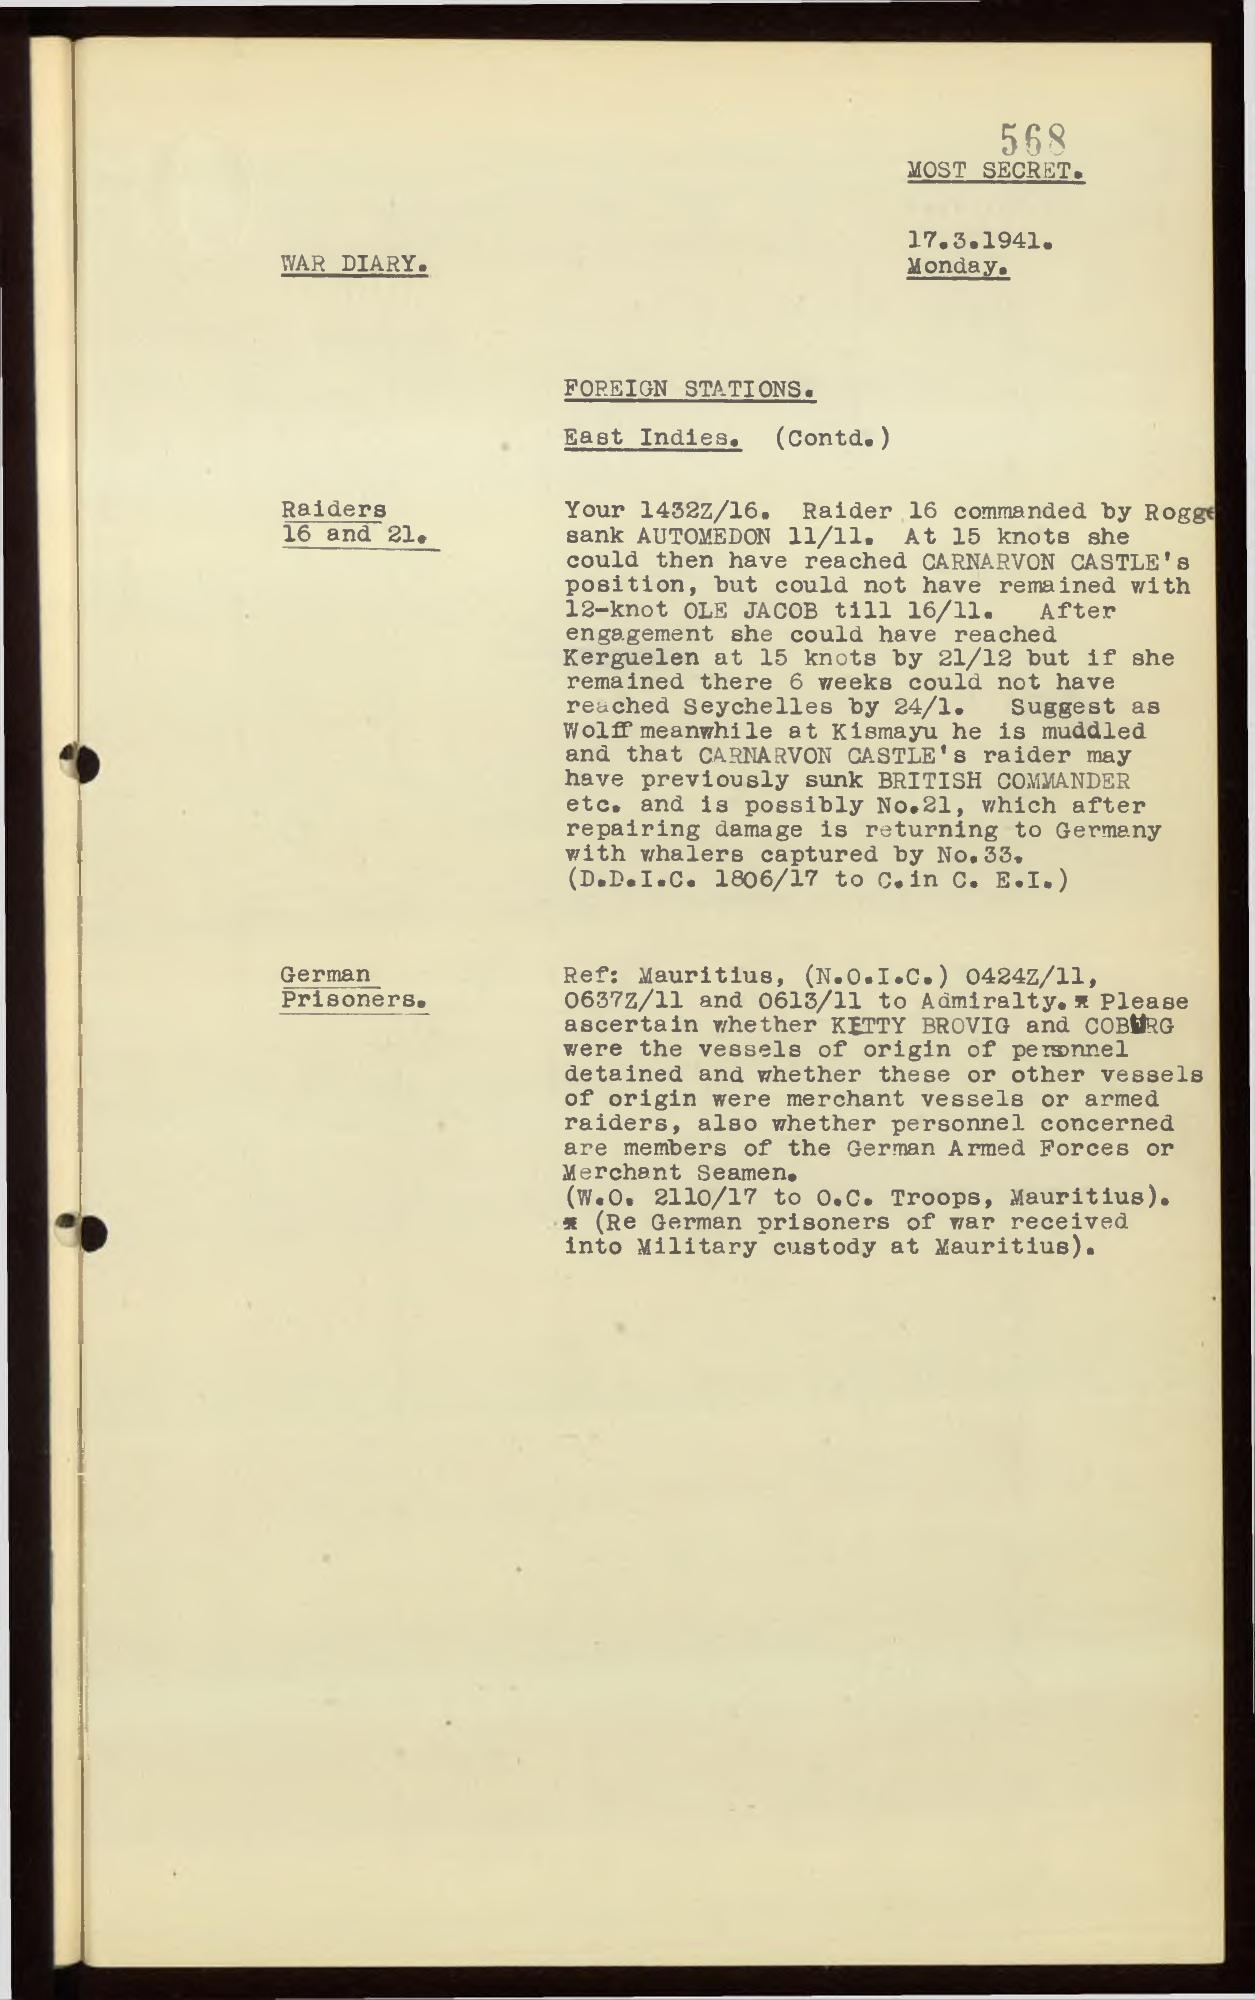 568
MOST SECRET.
17.3.1941.
Monday.
WAR DIARY.
FOREIGN STATIONS.
East Indies. (Contd.)
Raiders
16 and 21.
Your 1432Z/16. Raider 16 commanded by Rogge
sank AUTOMEDON 11/11. At 15 knots she
could then have reached CARNARVON CASTLE's
position, but could not have remained with
12-knot OLE JACOB till 16/11. After
engagement she could have reached
Kerguelen at 15 knots by 21/12 but if she
remained there 6 weeks could not have
reached Seychelles by 24/1. Suggest as
Wolff meanwhile at Kismayu he is muddled
and that CARNARVON CASTLE's raider may
have previously sunk BRITISH COMMANDER
etc. and is possibly No.21, which after
repairing damage is returning to Germany
with whalers captured by No.33.
(D.D.I.C. 1806/17 to C.in C. E.I.)
German
Prisoners.
Ref: Mauritius, (N.O.I.C.) 0424Z/11,
0637Z/11 and 0613/11 to Admiralty.* Please
ascertain whether KETTY BROVIG and COBURG
were the vessels of origin of personnel
detained and whether these or other vessels
of origin were merchant vessels or armed
raiders, also whether personnel concerned
are members of the German Armed Forces or
Merchant Seamen.
(W.O. 2110/17 to O.C. Troops, Mauritius).
* (Re German prisoners of war received
into Military custody at Mauritius).